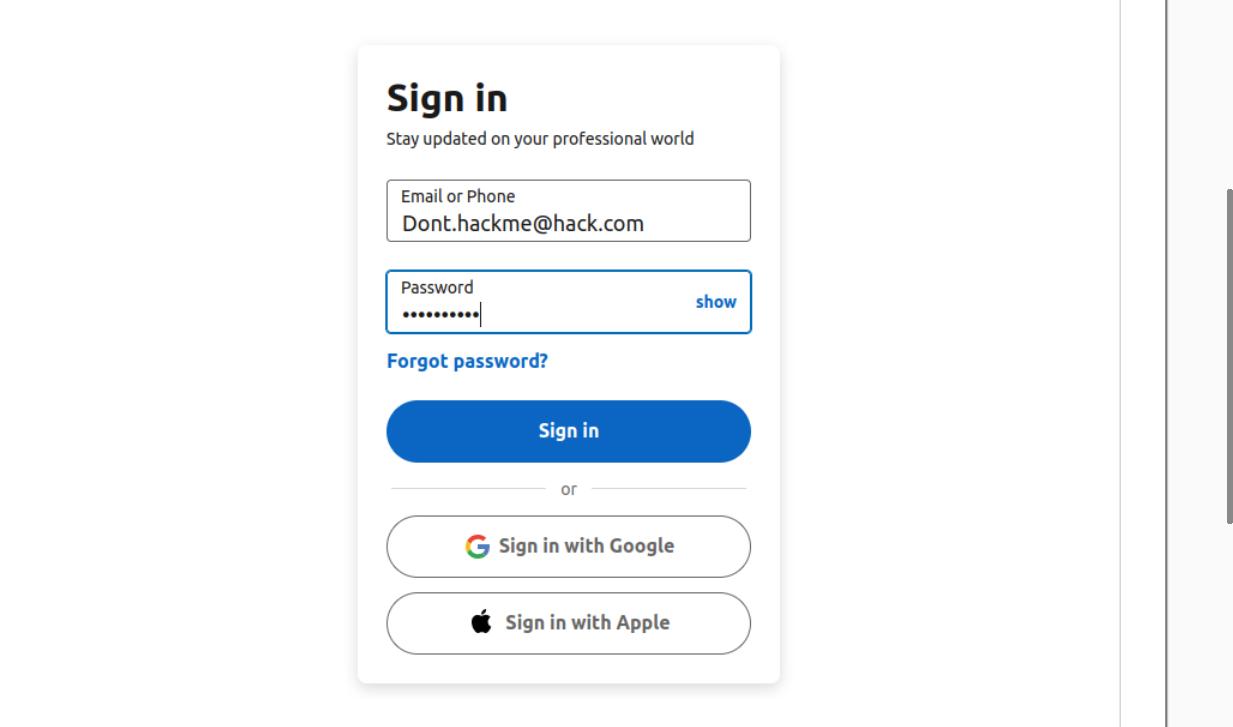 Sign in
Stay updated on your professional world
Email or Phone
Dont.hackme@hack.com
Password
••••••••••
show
Forgot password?
Sign in
or
Sign in with Google
Sign in with Apple